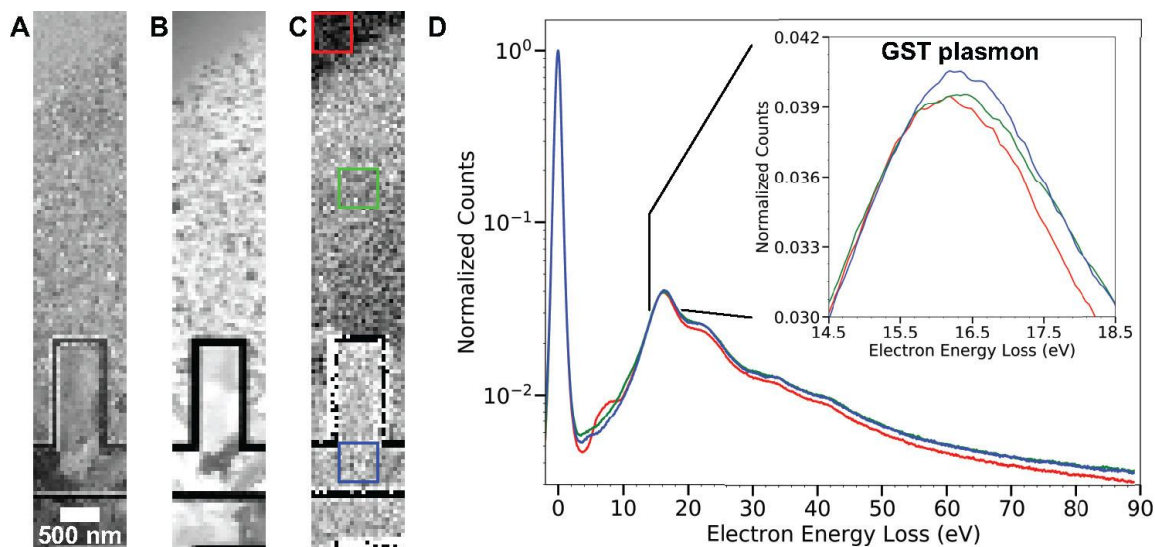 A
B
C
D
500 nm
10⁰
10⁻¹
10⁻²
Normalized Counts
0 10 20 30 40 50 60 70 80 90
Electron Energy Loss (eV)
GST plasmon
0.042
0.039
0.036
0.033
0.030
Normalized Counts
14.5 15.5 16.5 17.5 18.5
Electron Energy Loss (eV)